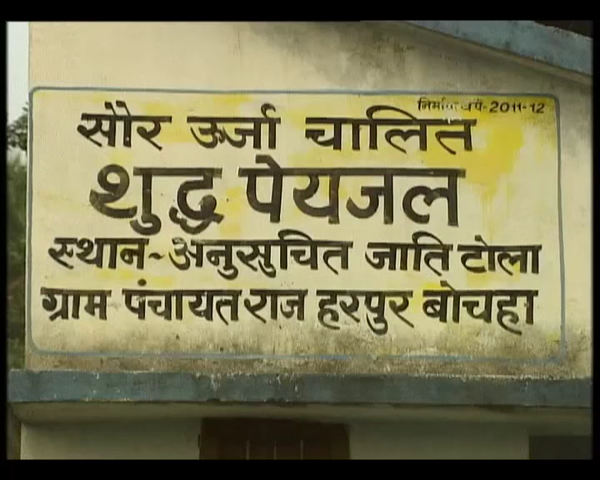 निर्माण वर्ष-2011-12
सौर ऊर्जा चालित
शुद्ध पेयजल
स्थान-अनुसुचित जाति टोला
ग्राम पंचायत राज हरपुर बोचहा